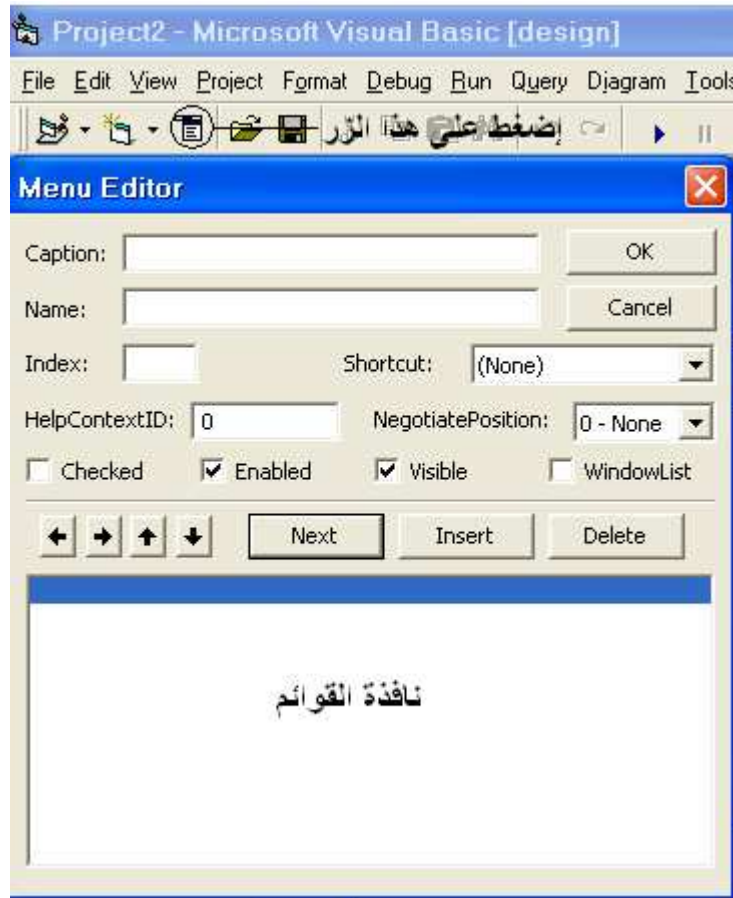 Project2 - Microsoft Visual Basic [design]
File Edit View Project Format Debug Run Query Diagram Tools
إضغط على هذا الزر
Menu Editor
Caption: OK
Name: Cancel
Index: Shortcut: (None)
HelpContextID: 0 NegotiatePosition: 0 - None
Checked Enabled Visible WindowList
Next Insert Delete
نافذة القوائم